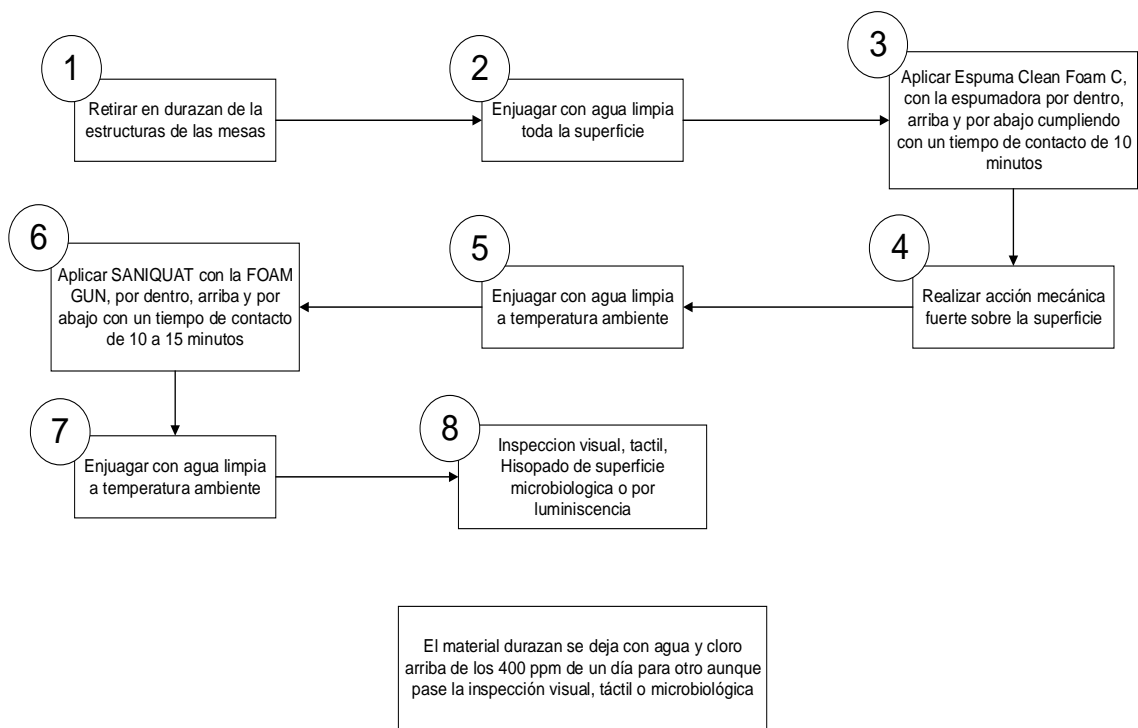 1
Retirar en durazan de la
estructuras de las mesas
2
Enjuagar con agua limpia
toda la superficie
3
Aplicar Espuma Clean Foam C,
con la espumadora por dentro,
arriba y por abajo cumpliendo
con un tiempo de contacto de 10
minutos
4
Realizar acción mecánica
fuerte sobre la superficie
5
Enjuagar con agua limpia
a temperatura ambiente
6
Aplicar SANIQUAT con la FOAM
GUN, por dentro, arriba y por
abajo con un tiempo de contacto
de 10 a 15 minutos
7
Enjuagar con agua limpia
a temperatura ambiente
8
Inspeccion visual, tactil,
Hisopado de superficie
microbiologica o por
luminiscencia
El material durazan se deja con agua y cloro
arriba de los 400 ppm de un día para otro aunque
pase la inspección visual, táctil o microbiológica